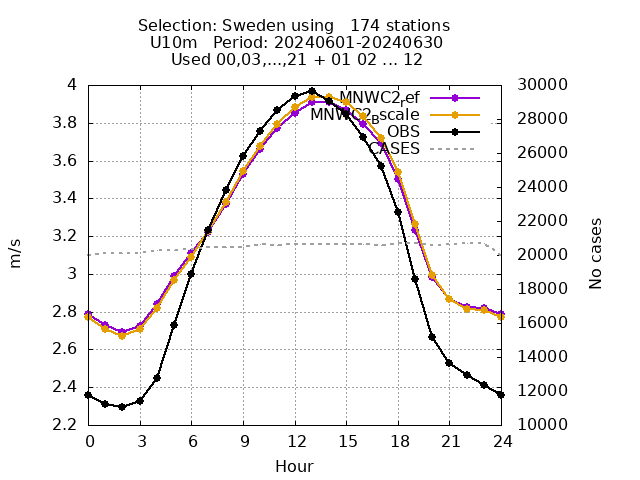 Selection: Sweden using   174 stations
U10m   Period: 20240601-20240630
Used 00,03,...,21 + 01 02 ... 12
4 30000
MNWC2ref
3.8 28000
MNWC2Bscale
OBS
CASES
3.6 26000
3.4 24000
3.2 22000
3 20000
2.8 18000
2.6 16000
2.4 14000
2.2 12000
10000
m/s
No cases
0 3 6 9 12 15 18 21 24
Hour